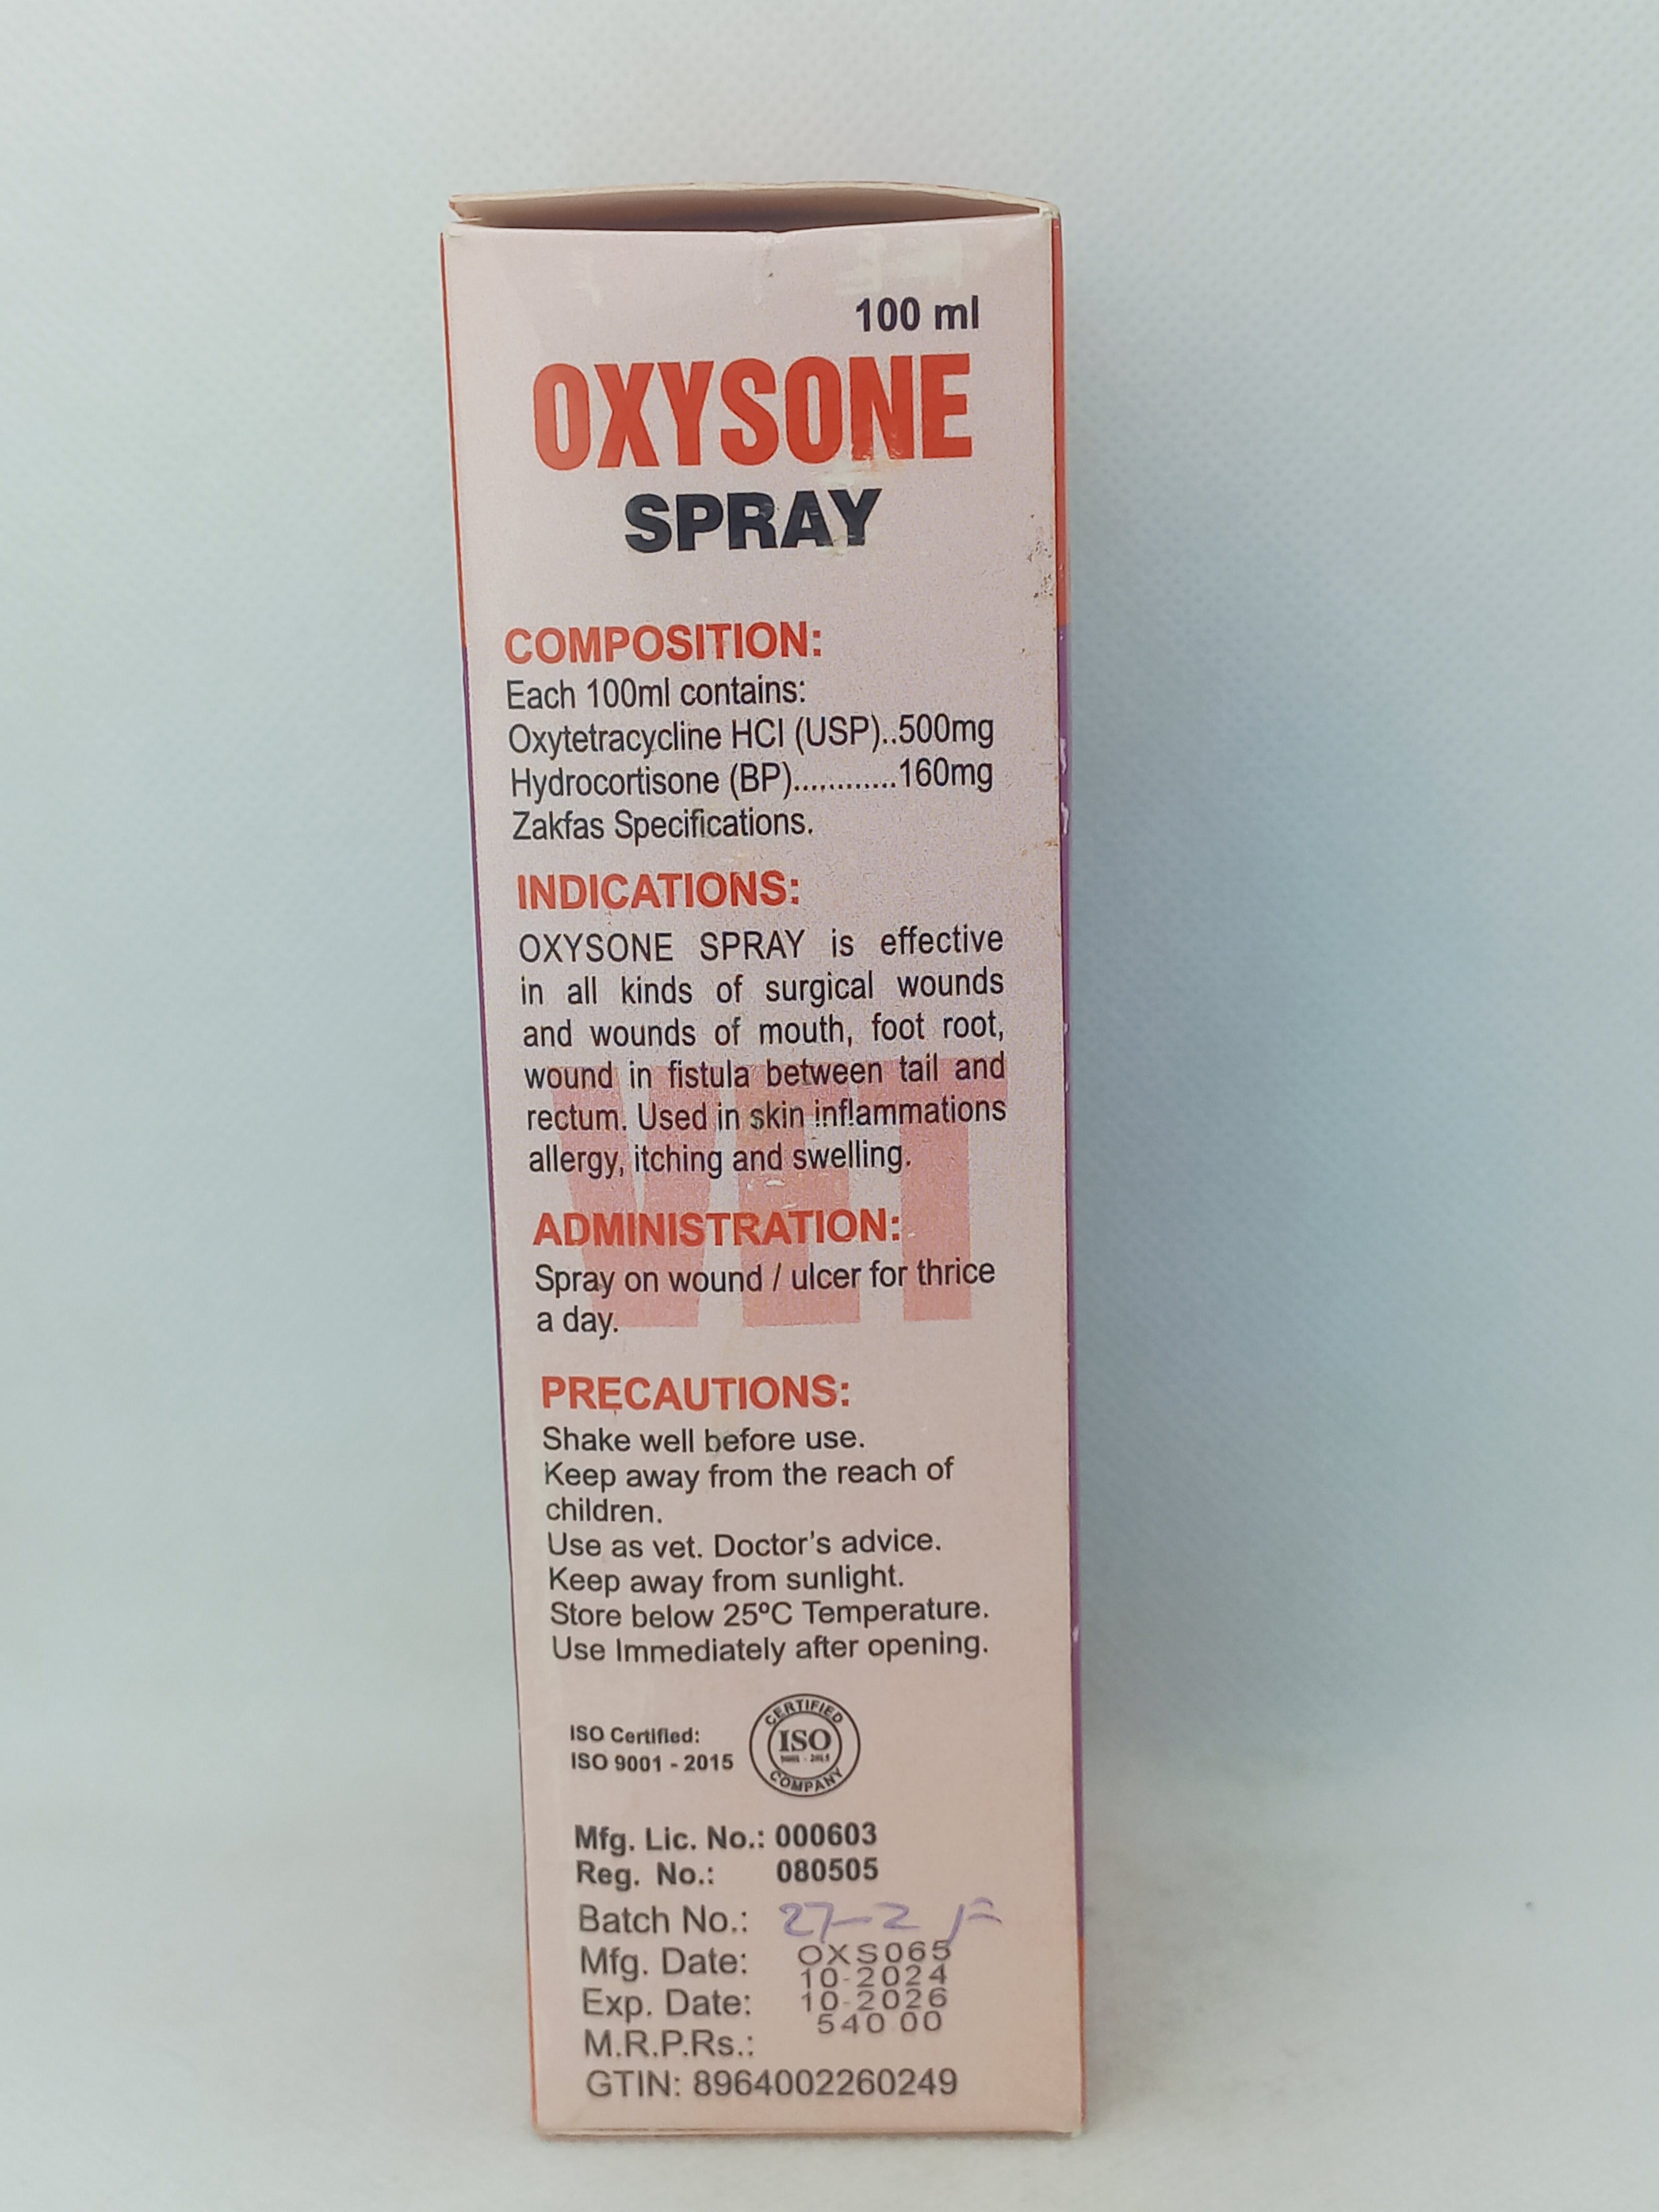 100 ml
OXYSONE
SPRAY
COMPOSITION:
Each 100ml contains:
Oxytetracycline HCl (USP)..500mg
Hydrocortisone (BP)............160mg
Zakfas Specifications.
INDICATIONS:
OXYSONE SPRAY is effective
in all kinds of surgical wounds
and wounds of mouth, foot root,
wound in fistula between tail and
rectum. Used in skin inflammations
allergy, itching and swelling.
VET
ADMINISTRATION:
Spray on wound / ulcer for thrice
a day.
PRECAUTIONS:
Shake well before use.
Keep away from the reach of
children.
Use as vet. Doctor's advice.
Keep away from sunlight.
Store below 25ºC Temperature.
Use Immediately after opening.
ISO Certified:
ISO 9001 - 2015
CERTIFIED
ISO
9001 - 2015
COMPANY
Mfg. Lic. No.: 000603
Reg. No.: 080505
Batch No.: 27-2
OXS065
Mfg. Date: 10-2024
Exp. Date: 10-2026
M.R.P.Rs.: 540.00
GTIN: 8964002260249